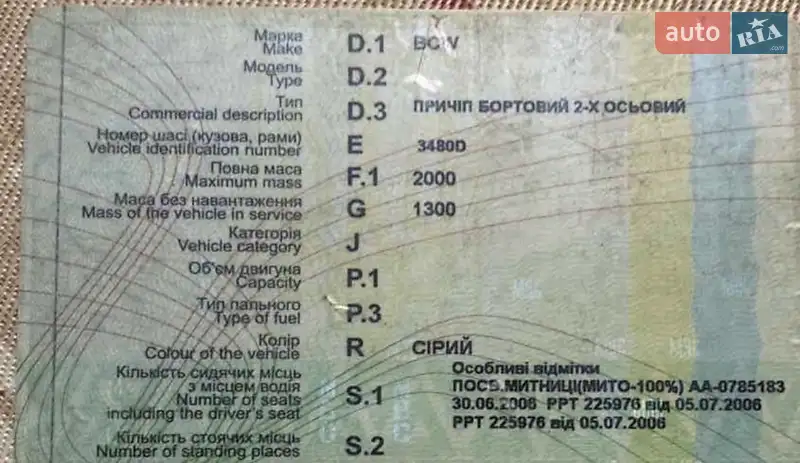 auto RIA .com
Марка
Make D.1 BCW
Модель
Type D.2
Тип
Commercial description D.3 ПРИЧІП БОРТОВИЙ 2-Х ОСЬОВИЙ
Номер шасі (кузова, рами)
Vehicle identification number E 3480D
Повна маса
Maximum mass F.1 2000
Маса без навантаження
Mass of the vehicle in service G 1300
Категорія
Vehicle category J
Об'єм двигуна
Capacity P.1
Тип пального
Type of fuel P.3
Колір
Colour of the vehicle R СІРИЙ
Кількість сидячих місць
з місцем водія
Number of seats
including the driver's seat S.1
Особливі відмітки
ПОСВ.МИТНИЦІ(МИТО-100%) АА-0785183
30.06.2006 РРТ 225976 від 05.07.2006
РРТ 225976 від 05.07.2006
Кількість стоячих місць
Number of standing places S.2